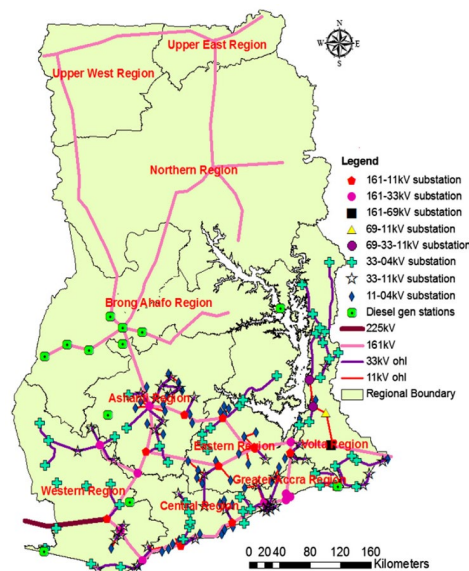 Upper East Region
N
W
E
S
Upper West Region
Northern Region
Brong Ahafo Region
Ashanti Region
Eastern Region
Volta Region
Western Region
Greater Accra Region
Central Region
Legend
161-11kV substation
161-33kV substation
161-69kV substation
69-11kV substation
69-33-11kV substation
33-04kV substation
33-11kV substation
11-04kV substation
Diesel gen stations
225kV
161kV
33kV ohl
11kV ohl
Regional Boundary
0 20 40 80 120 160
Kilometers